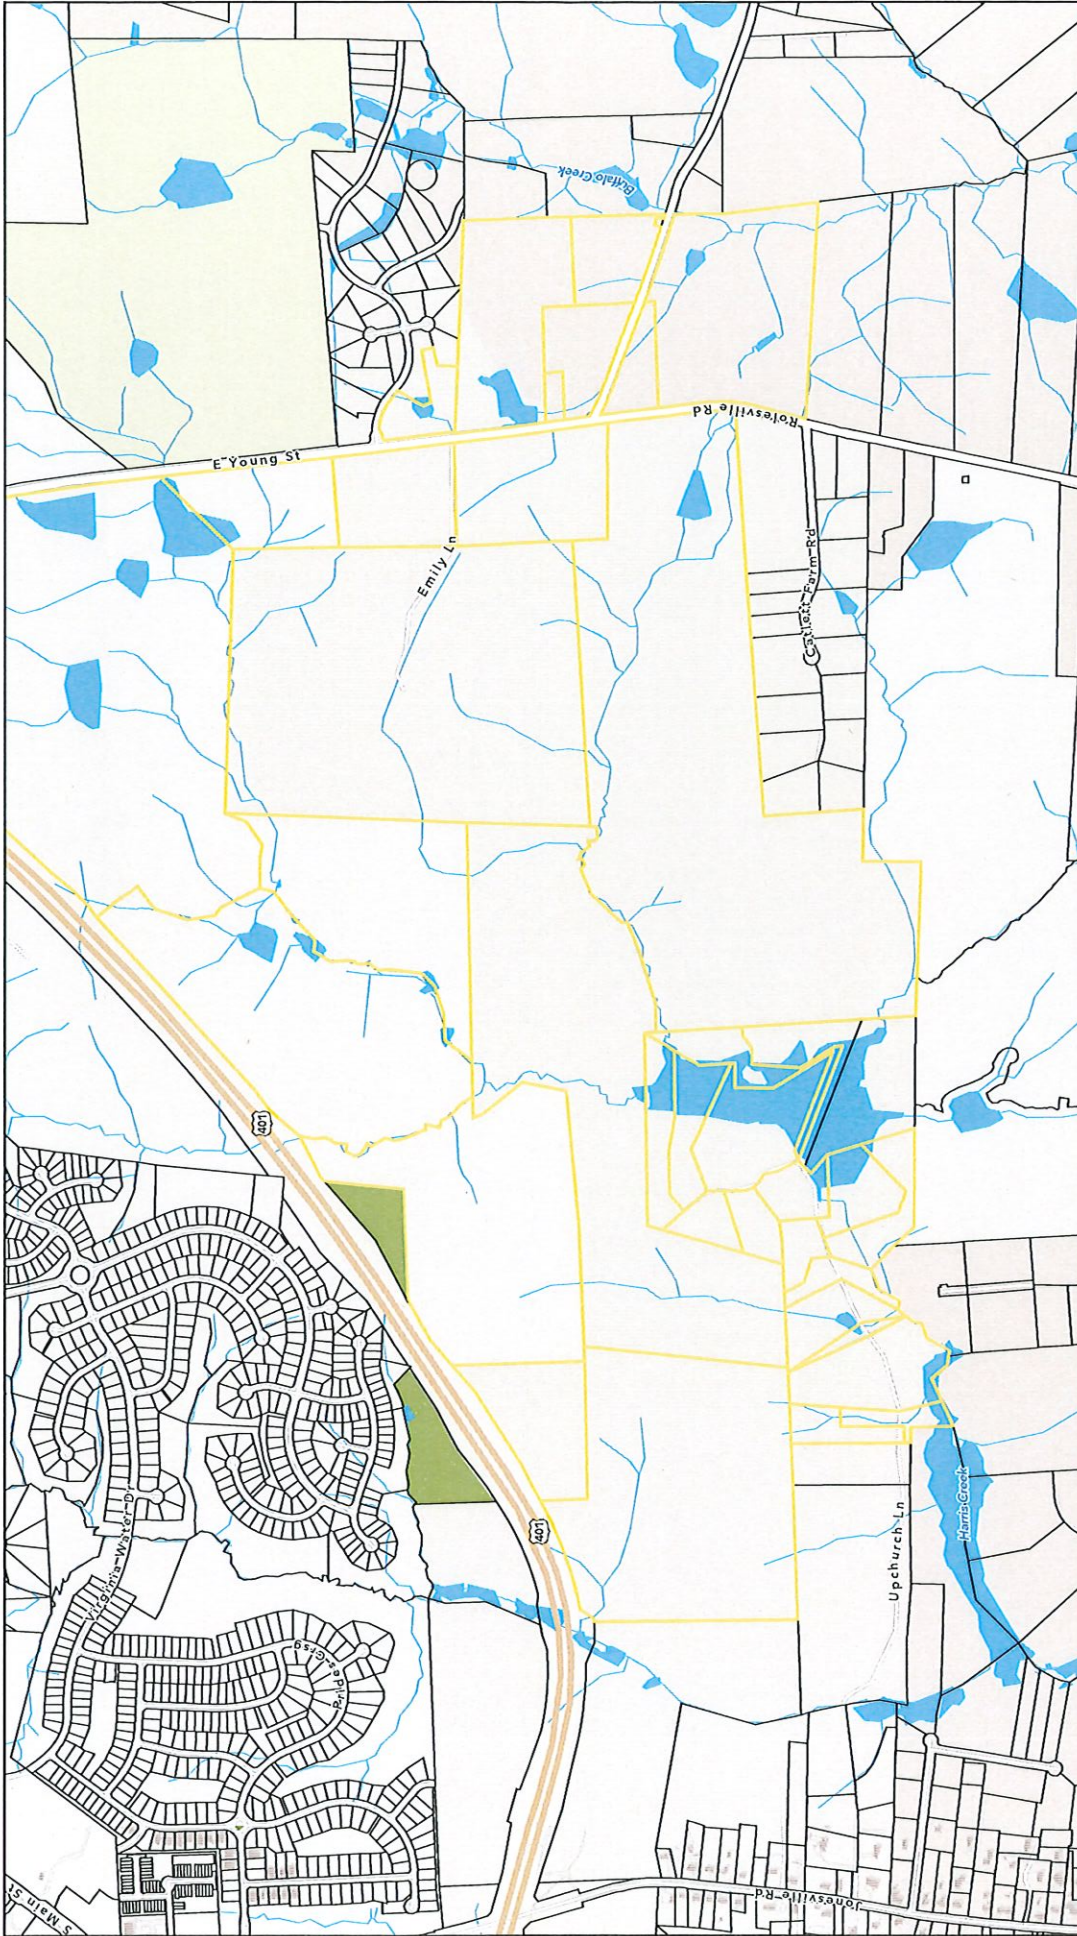 Buffalo Creek
Rolesville Rd
E Young St
Emily Ln
Catlett Farm Rd
401
401
Virginia Water Dr
Upchurch Ln
Harris Creek
Jonesville Rd
S Main St